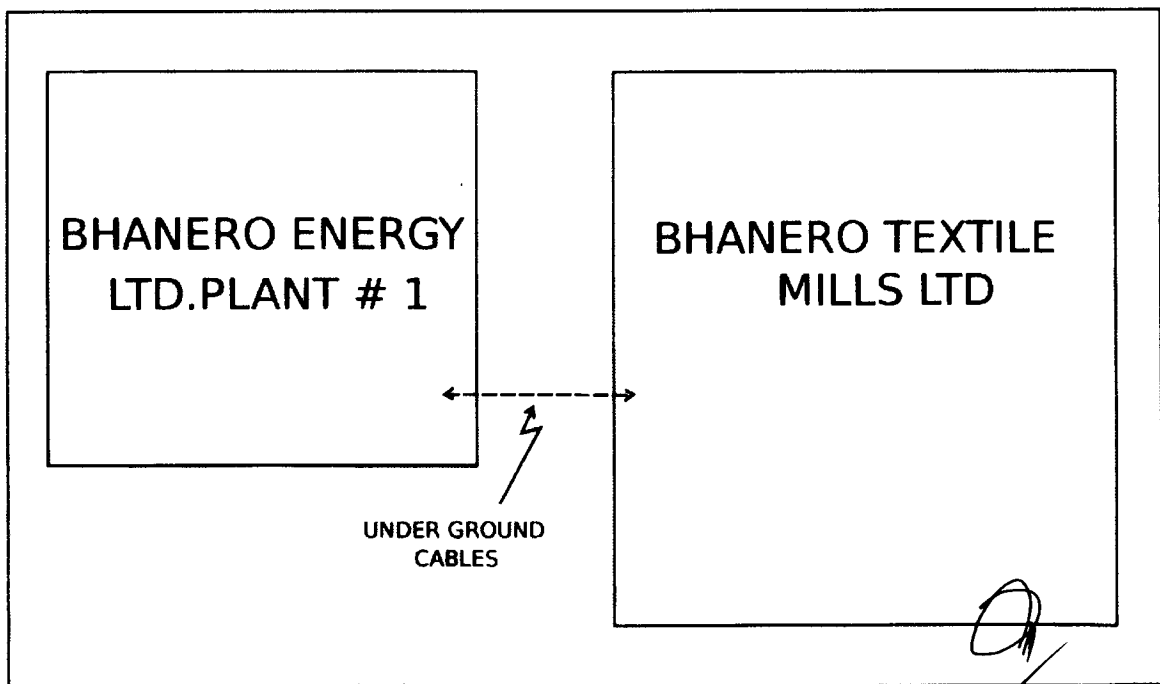 BHANERO ENERGY
LTD.PLANT # 1
BHANERO TEXTILE
MILLS LTD
UNDER GROUND
CABLES